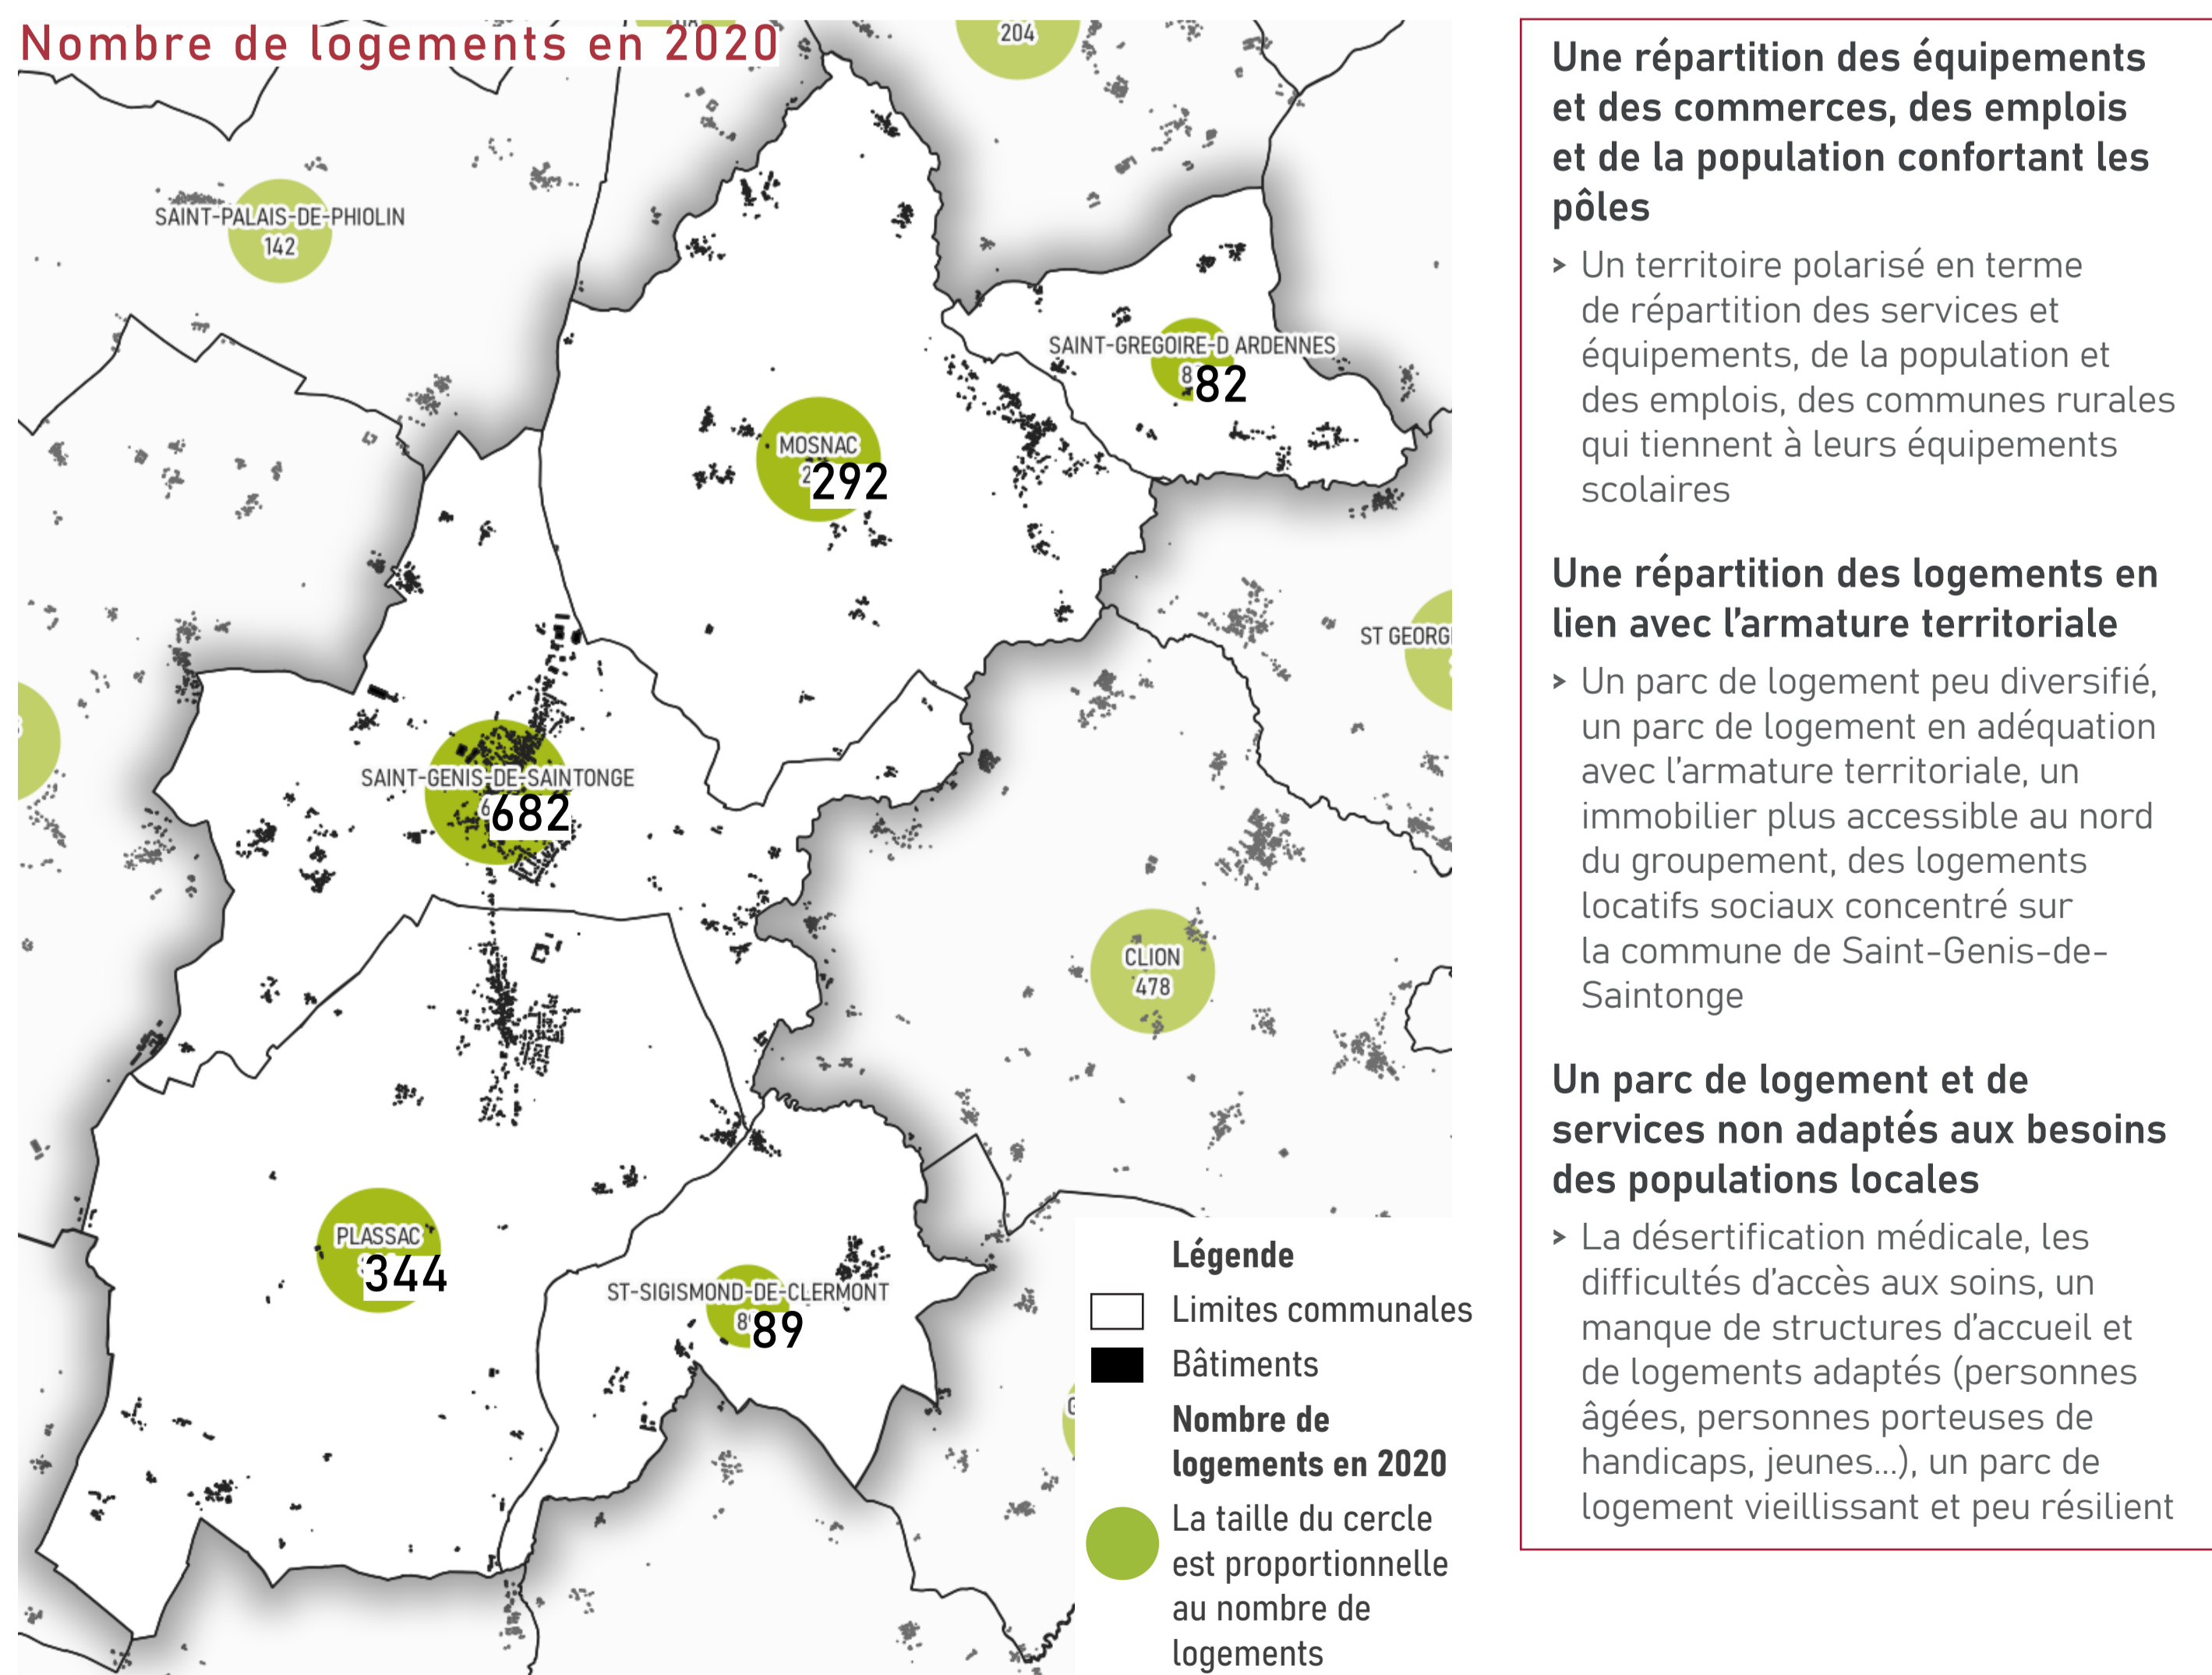 Nombre de logements en 2020
204
SAINT-PALAIS-DE-PHIOLIN
142
SAINT-GREGOIRE-D ARDENNES
82
MOSNAC
292
ST GEORG
SAINT-GENIS-DE-SAINTONGE
682
CLION
478
PLASSAC
344
ST-SIGISMOND-DE-CLERMONT
89
Légende
Limites communales
Bâtiments
Nombre de
logements en 2020
La taille du cercle
est proportionnelle
au nombre de
logements
Une répartition des équipements
et des commerces, des emplois
et de la population confortant les
pôles
> Un territoire polarisé en terme
de répartition des services et
équipements, de la population et
des emplois, des communes rurales
qui tiennent à leurs équipements
scolaires
Une répartition des logements en
lien avec l'armature territoriale
> Un parc de logement peu diversifié,
un parc de logement en adéquation
avec l'armature territoriale, un
immobilier plus accessible au nord
du groupement, des logements
locatifs sociaux concentré sur
la commune de Saint-Genis-de-
Saintonge
Un parc de logement et de
services non adaptés aux besoins
des populations locales
> La désertification médicale, les
difficultés d'accès aux soins, un
manque de structures d'accueil et
de logements adaptés (personnes
âgées, personnes porteuses de
handicaps, jeunes...), un parc de
logement vieillissant et peu résilient